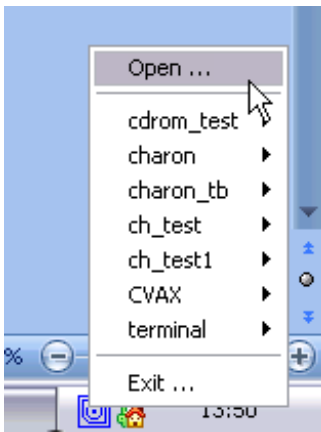 Open ...
cdrom_test
charon
charon_tb
ch_test
ch_test1
CVAX
terminal
%
Exit ...
13:50